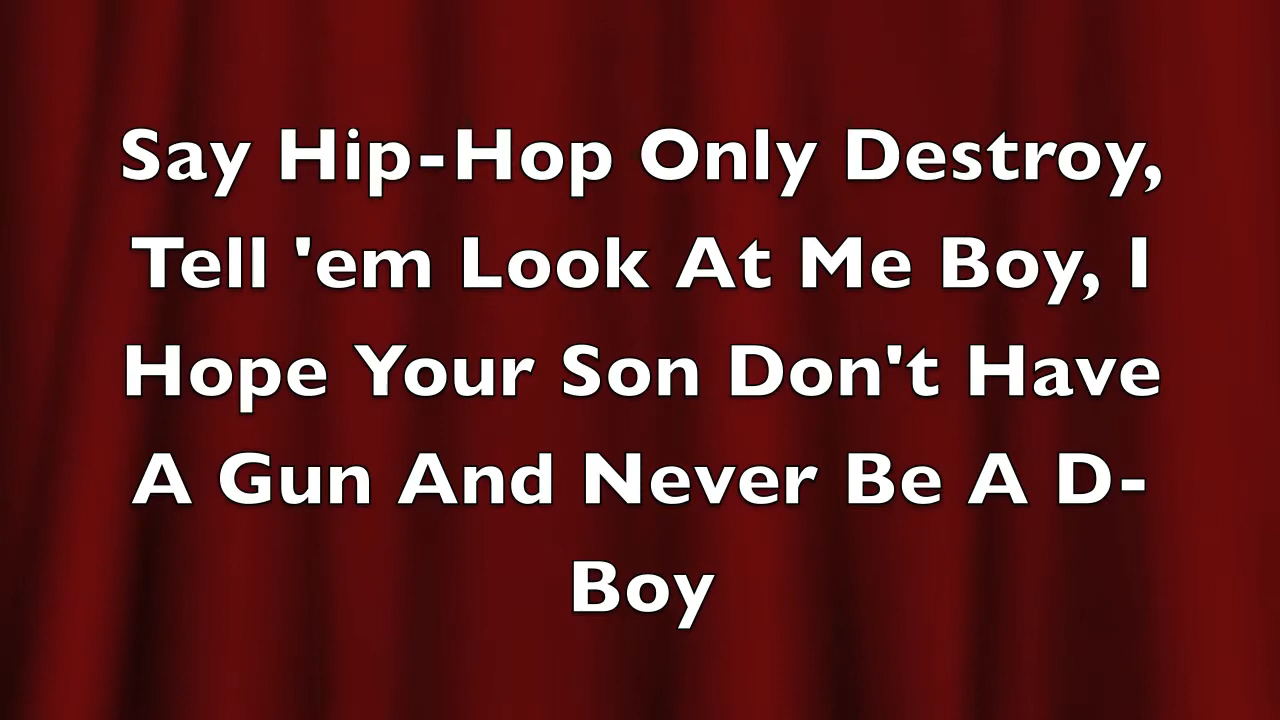 Say Hip-Hop Only Destroy,
Tell 'em Look At Me Boy, I
Hope Your Son Don't Have
A Gun And Never Be A D-
Boy